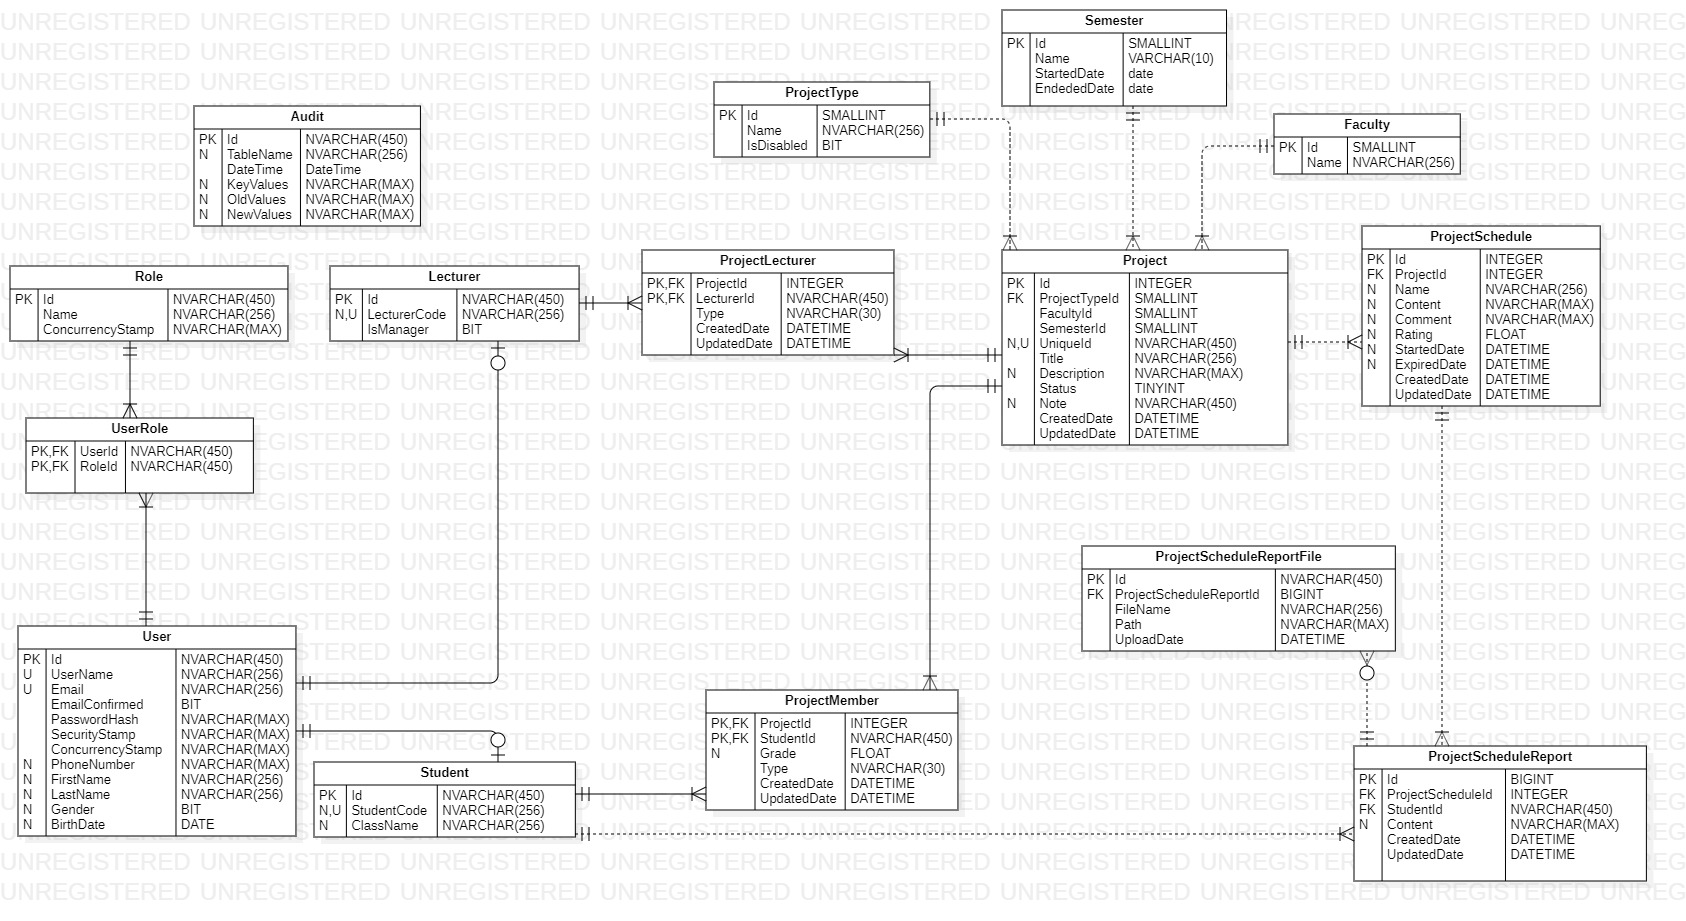 Semester
PK Id SMALLINT
Name VARCHAR(10)
StartedDate date
EndededDate date
ProjectType
PK Id SMALLINT
Name NVARCHAR(256)
IsDisabled BIT
Faculty
PK Id SMALLINT
Name NVARCHAR(256)
Audit
PK Id NVARCHAR(450)
N TableName NVARCHAR(256)
DateTime DateTime
N KeyValues NVARCHAR(MAX)
N OldValues NVARCHAR(MAX)
N NewValues NVARCHAR(MAX)
Role
PK Id NVARCHAR(450)
Name NVARCHAR(256)
ConcurrencyStamp NVARCHAR(MAX)
Lecturer
PK Id NVARCHAR(450)
N,U LecturerCode NVARCHAR(256)
IsManager BIT
ProjectLecturer
PK,FK ProjectId INTEGER
PK,FK LecturerId NVARCHAR(450)
Type NVARCHAR(30)
CreatedDate DATETIME
UpdatedDate DATETIME
Project
PK Id INTEGER
FK ProjectTypeId SMALLINT
FacultyId SMALLINT
SemesterId SMALLINT
N,U UniqueId NVARCHAR(450)
Title NVARCHAR(256)
N Description NVARCHAR(MAX)
Status TINYINT
N Note NVARCHAR(450)
CreatedDate DATETIME
UpdatedDate DATETIME
ProjectSchedule
PK Id INTEGER
FK ProjectId INTEGER
N Name NVARCHAR(256)
N Content NVARCHAR(MAX)
N Comment NVARCHAR(MAX)
N Rating FLOAT
N StartedDate DATETIME
N ExpiredDate DATETIME
CreatedDate DATETIME
UpdatedDate DATETIME
UserRole
PK,FK UserId NVARCHAR(450)
PK,FK RoleId NVARCHAR(450)
ProjectScheduleReportFile
PK Id NVARCHAR(450)
FK ProjectScheduleReportId BIGINT
FileName NVARCHAR(256)
Path NVARCHAR(MAX)
UploadDate DATETIME
User
PK Id NVARCHAR(450)
U UserName NVARCHAR(256)
U Email NVARCHAR(256)
EmailConfirmed BIT
PasswordHash NVARCHAR(MAX)
SecurityStamp NVARCHAR(MAX)
ConcurrencyStamp NVARCHAR(MAX)
N PhoneNumber NVARCHAR(MAX)
N FirstName NVARCHAR(256)
N LastName NVARCHAR(256)
N Gender BIT
N BirthDate DATE
Student
PK Id NVARCHAR(450)
N,U StudentCode NVARCHAR(256)
N ClassName NVARCHAR(256)
ProjectMember
PK,FK ProjectId INTEGER
PK,FK StudentId NVARCHAR(450)
N Grade FLOAT
Type NVARCHAR(30)
CreatedDate DATETIME
UpdatedDate DATETIME
ProjectScheduleReport
PK Id BIGINT
FK ProjectScheduleId INTEGER
FK StudentId NVARCHAR(450)
N Content NVARCHAR(MAX)
CreatedDate DATETIME
UpdatedDate DATETIME
UNREGISTERED